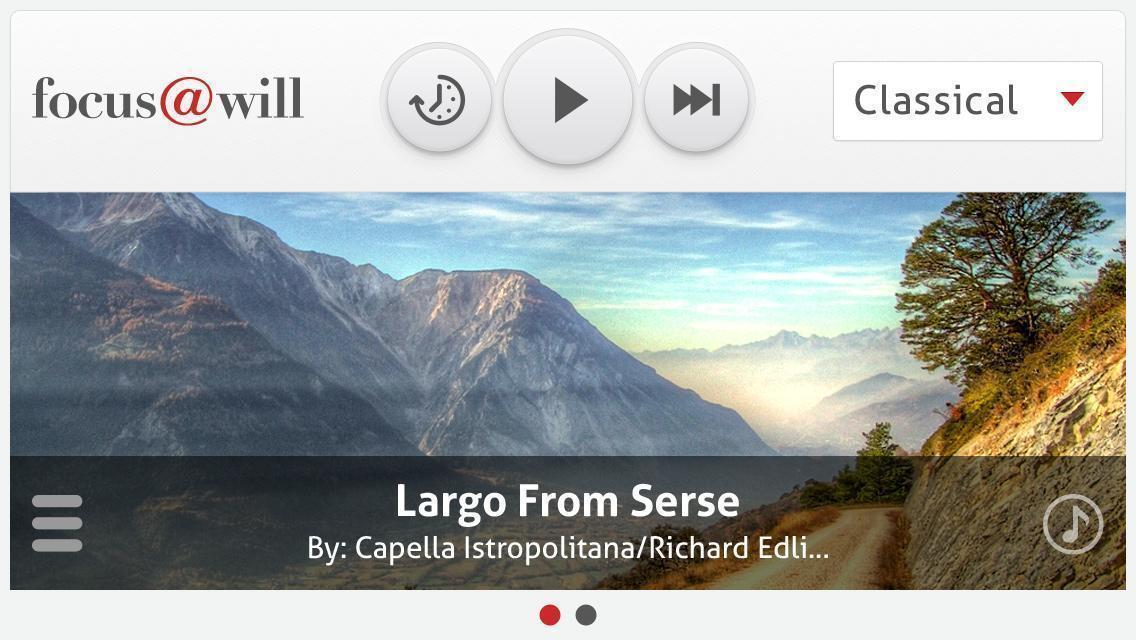 focus@will
Classical
Largo From Serse
By: Capella Istropolitana/Richard Edli...